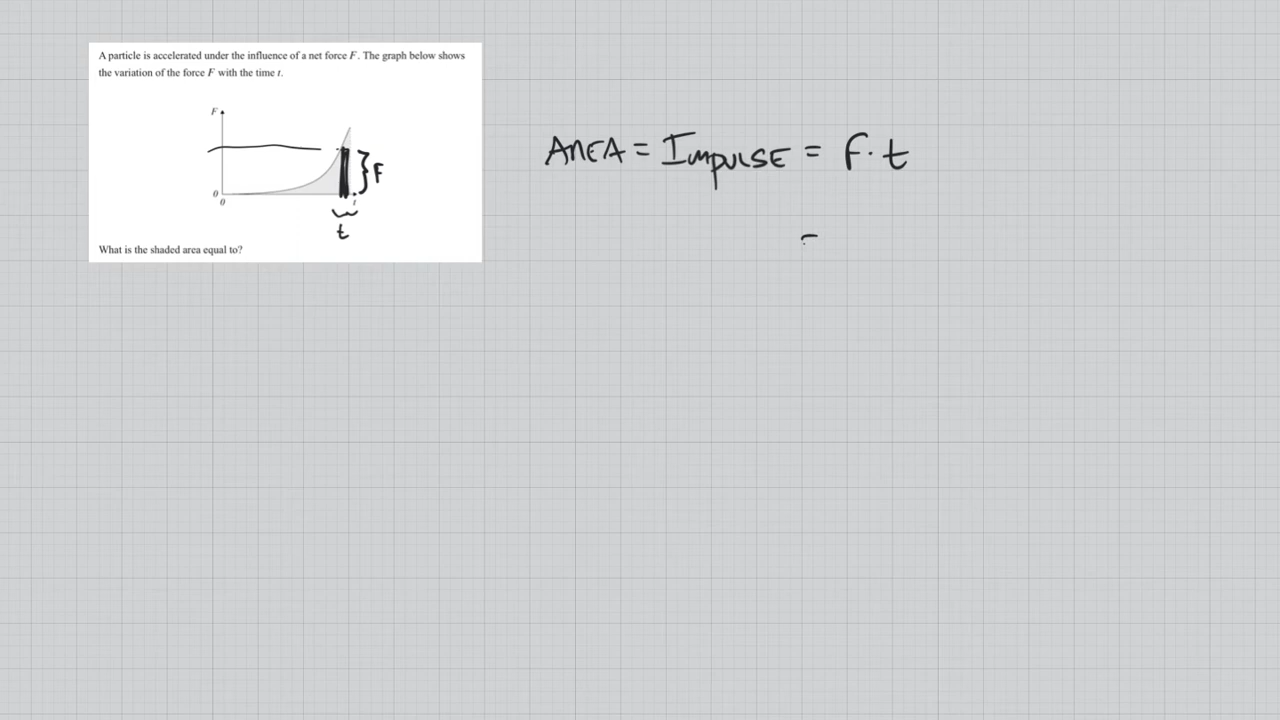 A particle is accelerated under the influence of a net force F. The graph below shows
the variation of the force F with the time t.
F
F
0
0
t
t
What is the shaded area equal to?
AREA = IMPULSE = F · t
=